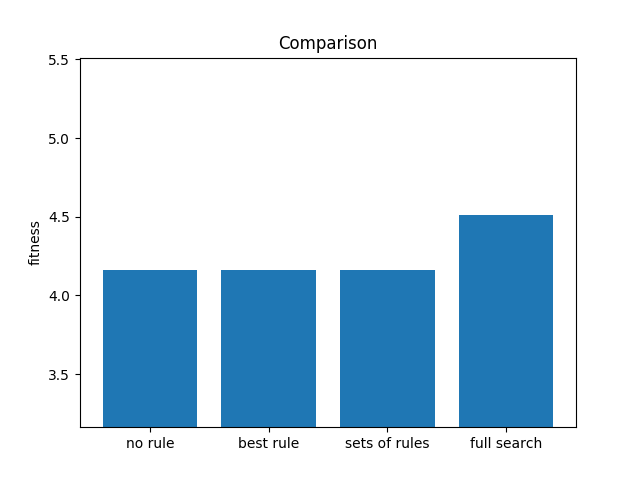 Comparison
5.5
5.0
4.5
4.0
3.5
fitness
no rule
best rule
sets of rules
full search